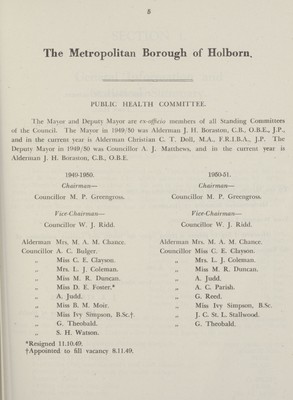 8
The Metropolitan Borough of Holborn.
PUBLIC HEALTH COMMITTEE.
The Mayor and Deputy Mayor are ex-officio members of all Standing Committees
of the Council. The Mayor in 1949/50 was Alderman J. H. Boraston, C.B., O.B.E., J.P.,
and in the current year is Alderman Christian C. T. Doll, M.A., F.R.I.B.A., J.P. The
Deputy Mayor in 1949/50 was Councillor A. J. Matthews, and in the current year is
Alderman J. H. Boraston, C.B., O.B.E.
1949-1950.
Chairman—
Councillor M. P. Greengross.
Vice-Chairman—
Councillor W. J. Ridd.
Alderman Mrs. M. A. M. Chance.
Councillor A. C. Bulger.
„ Miss C. E. Clayson.
„ Mrs. L. J. Coleman.
„ Miss M. R. Duncan.
„ Miss D. E. Foster.*
„ A. Judd.
„ Miss B. M. Moir.
„ Miss Ivy Simpson, B.Sc.†.
„ G. Theobald.
„ S. H. Watson.
*Resigned 11.10.49.
†Appointed to fill vacancy 8.11.49.
1950-51.
Chairman—
Councillor M. P. Greengross.
Vice-Chairman—
Councillor W. J. Ridd.
Alderman Mrs. M. A. M. Chance.
Councillor Miss C. E. Clayson.
„ Mrs. L. J. Coleman.
„ Miss M. R. Duncan.
„ A. Judd.
„ A. C. Parish.
„ G. Reed.
„ Miss Ivy Simpson, B.Sc.
„ J. C. St. L. Stallwood.
„ G. Theobald.